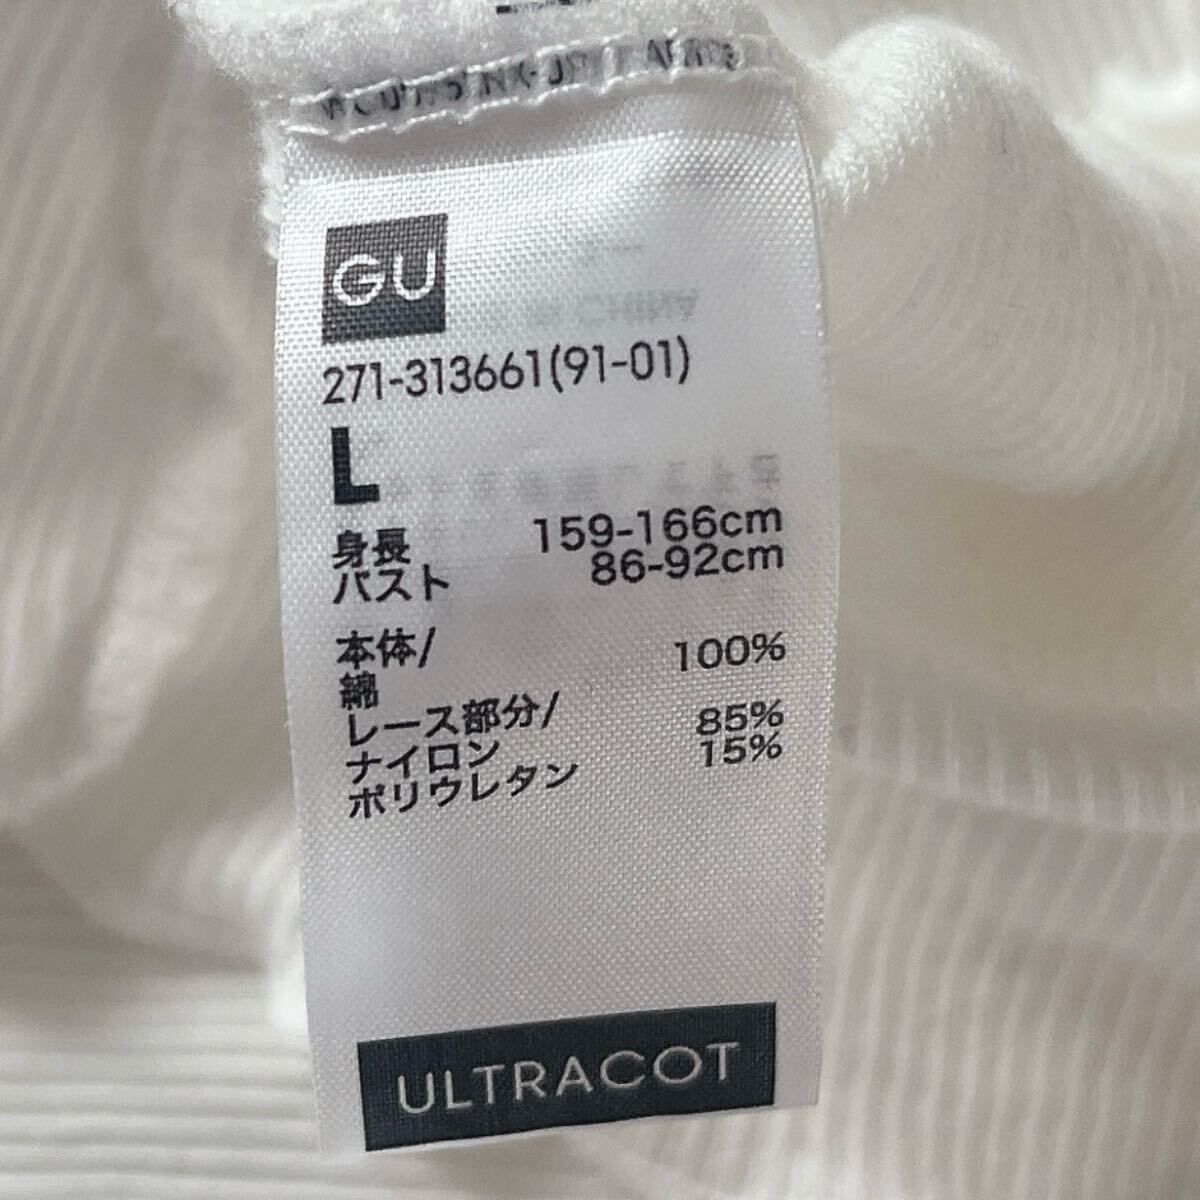 GU
271-313661(91-01)
L
身長 159-166cm
バスト 86-92cm
本体/
綿 100%
レース部分/
ナイロン 85%
ポリウレタン 15%
ULTRACOT